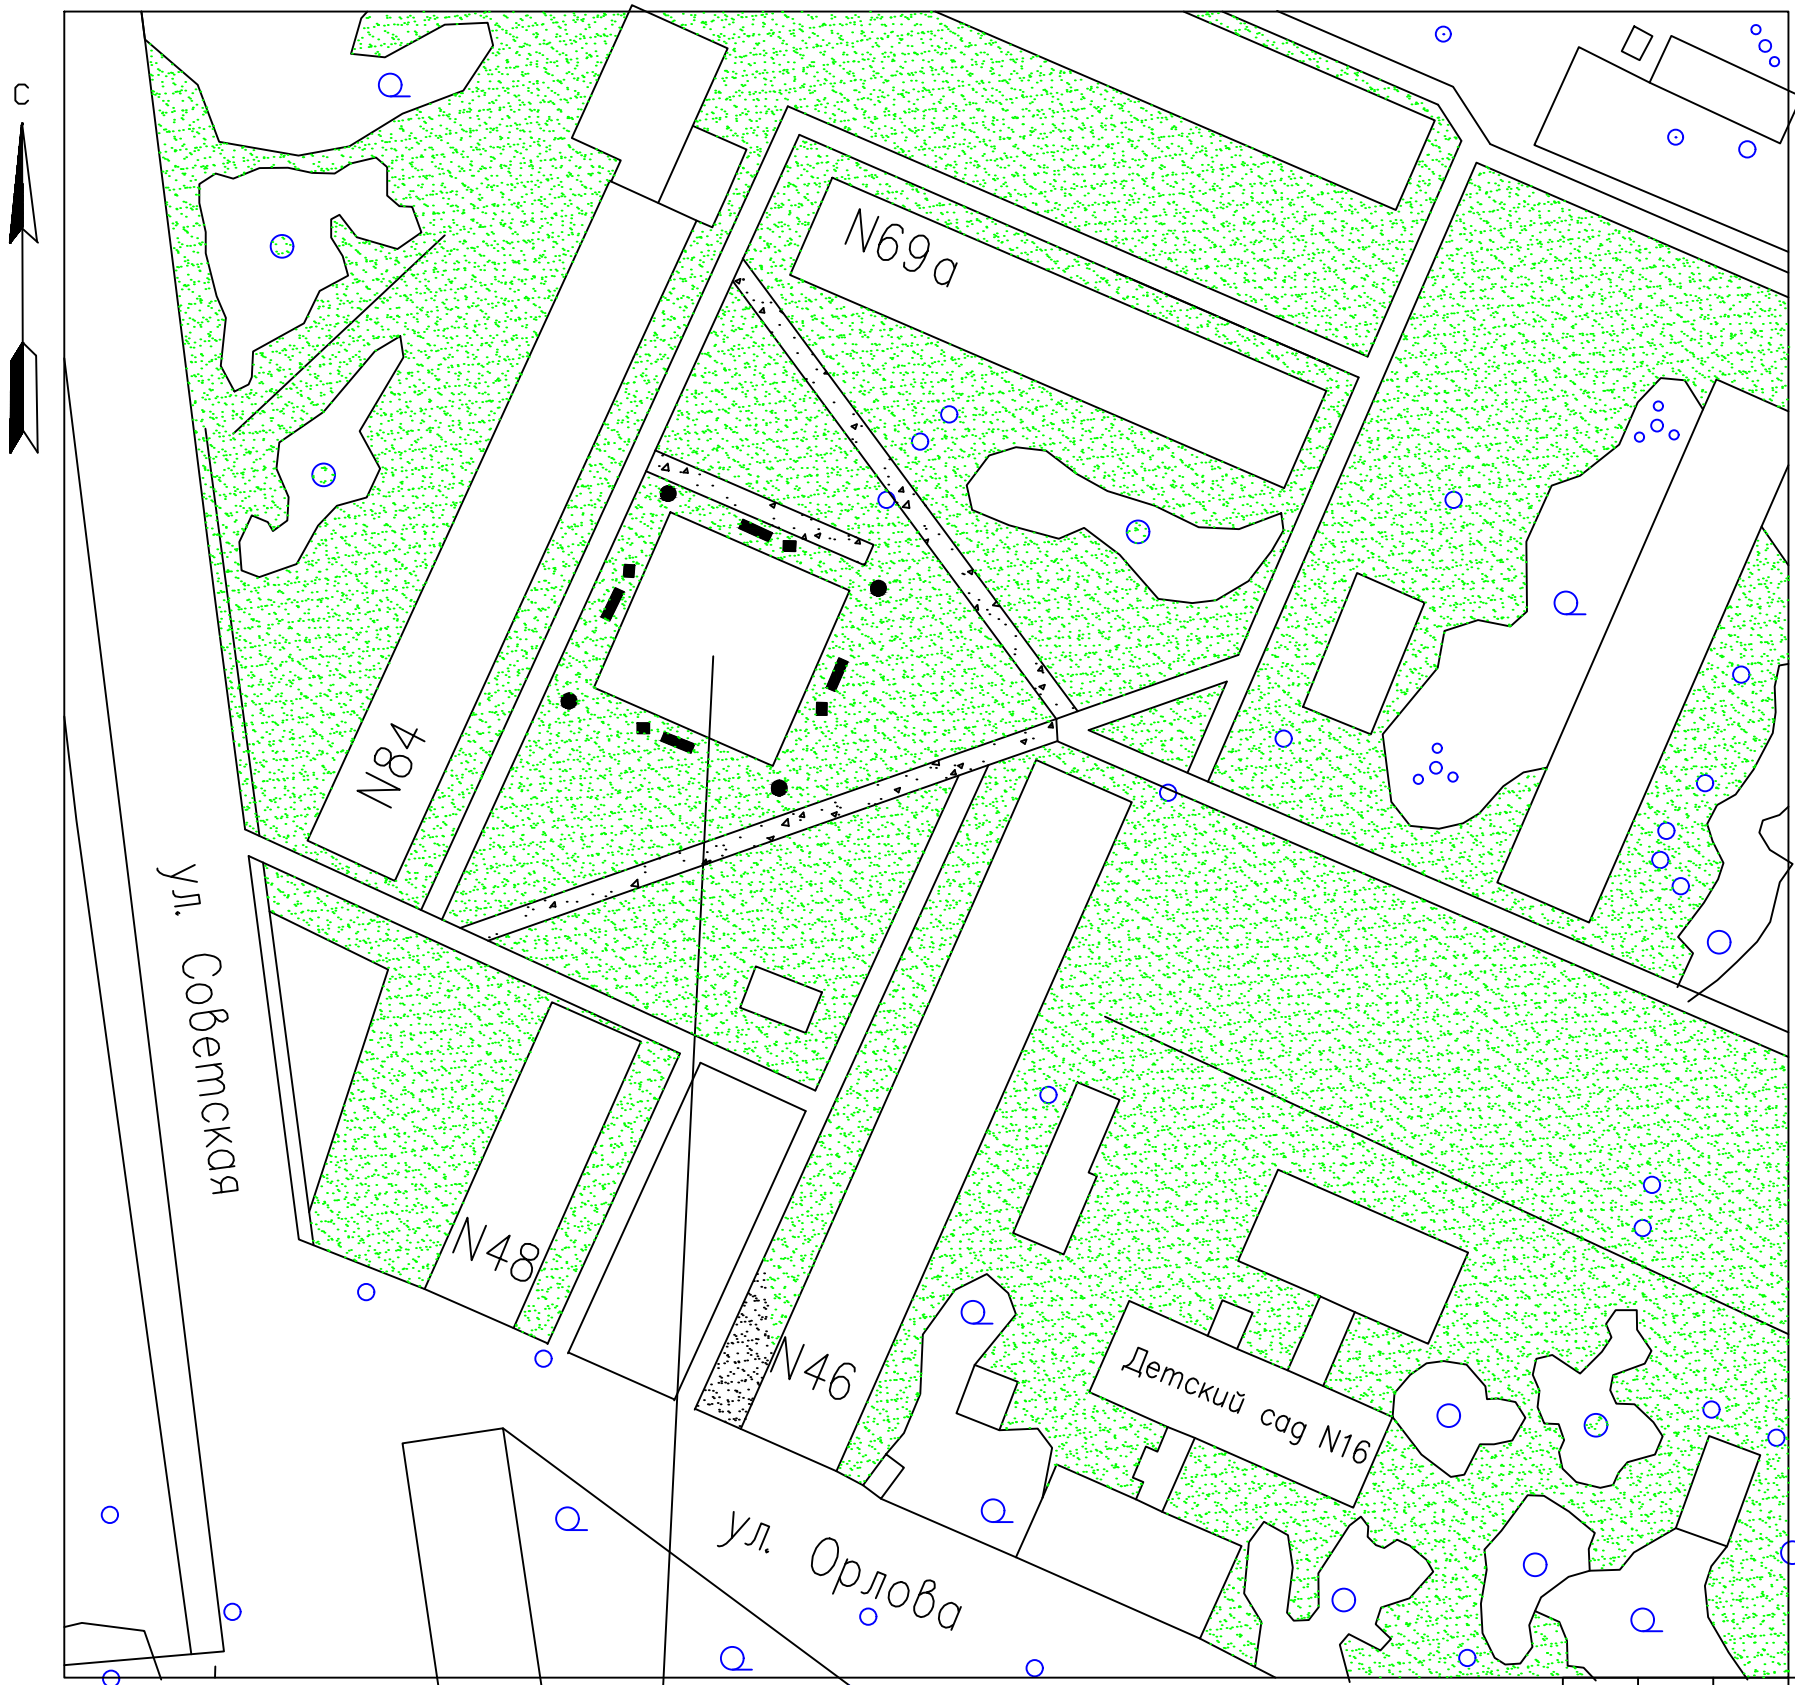 С
N69а
N84
ул. Советская
N48
N46
Детский сад N16
ул. Орлова